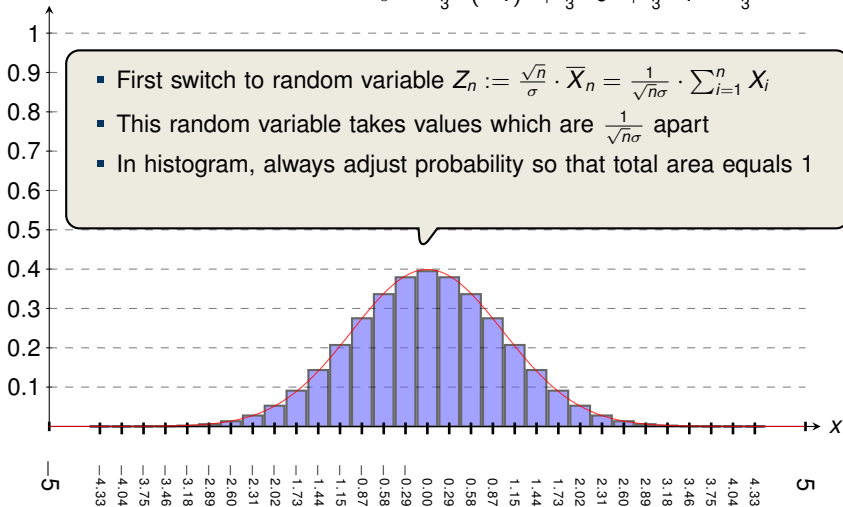 1
0.9
0.8
0.7
0.6
0.5
0.4
0.3
0.2
0.1
▪ First switch to random variable Zₙ := √n/σ · X̅ₙ = 1/(√nσ) · ∑ⁿᵢ₌₁ Xᵢ
▪ This random variable takes values which are 1/(√nσ) apart
▪ In histogram, always adjust probability so that total area equals 1
x
−5 −4.33 −4.04 −3.75 −3.46 −3.18 −2.89 −2.60 −2.31 −2.02 −1.73 −1.44 −1.15 −0.87 −0.58 −0.29 0.00 0.29 0.58 0.87 1.15 1.44 1.73 2.02 2.31 2.60 2.89 3.18 3.46 3.75 4.04 4.33 5